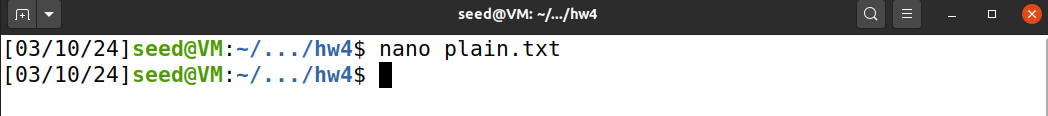 seed@VM: ~/.../hw4
[03/10/24]seed@VM:~/.../hw4$ nano plain.txt
[03/10/24]seed@VM:~/.../hw4$